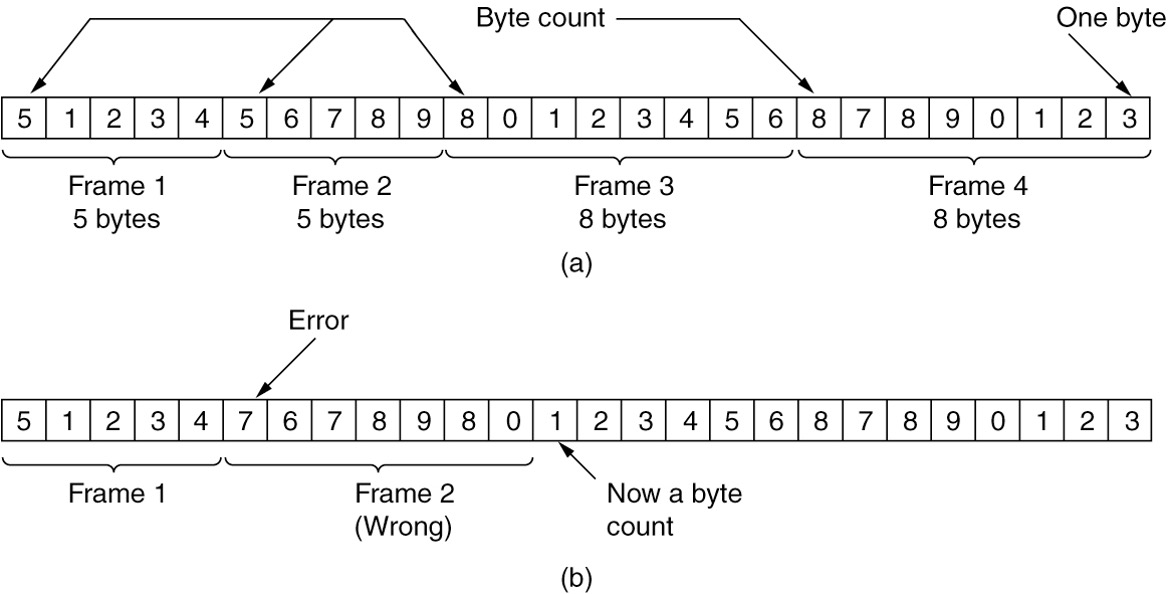 Byte count One byte
5 1 2 3 4 5 6 7 8 9 8 0 1 2 3 4 5 6 8 7 8 9 0 1 2 3
Frame 1 Frame 2 Frame 3 Frame 4
5 bytes 5 bytes 8 bytes 8 bytes
(a)
Error
5 1 2 3 4 7 6 7 8 9 8 0 1 2 3 4 5 6 8 7 8 9 0 1 2 3
Frame 1 Frame 2 Now a byte
(Wrong) count
(b)